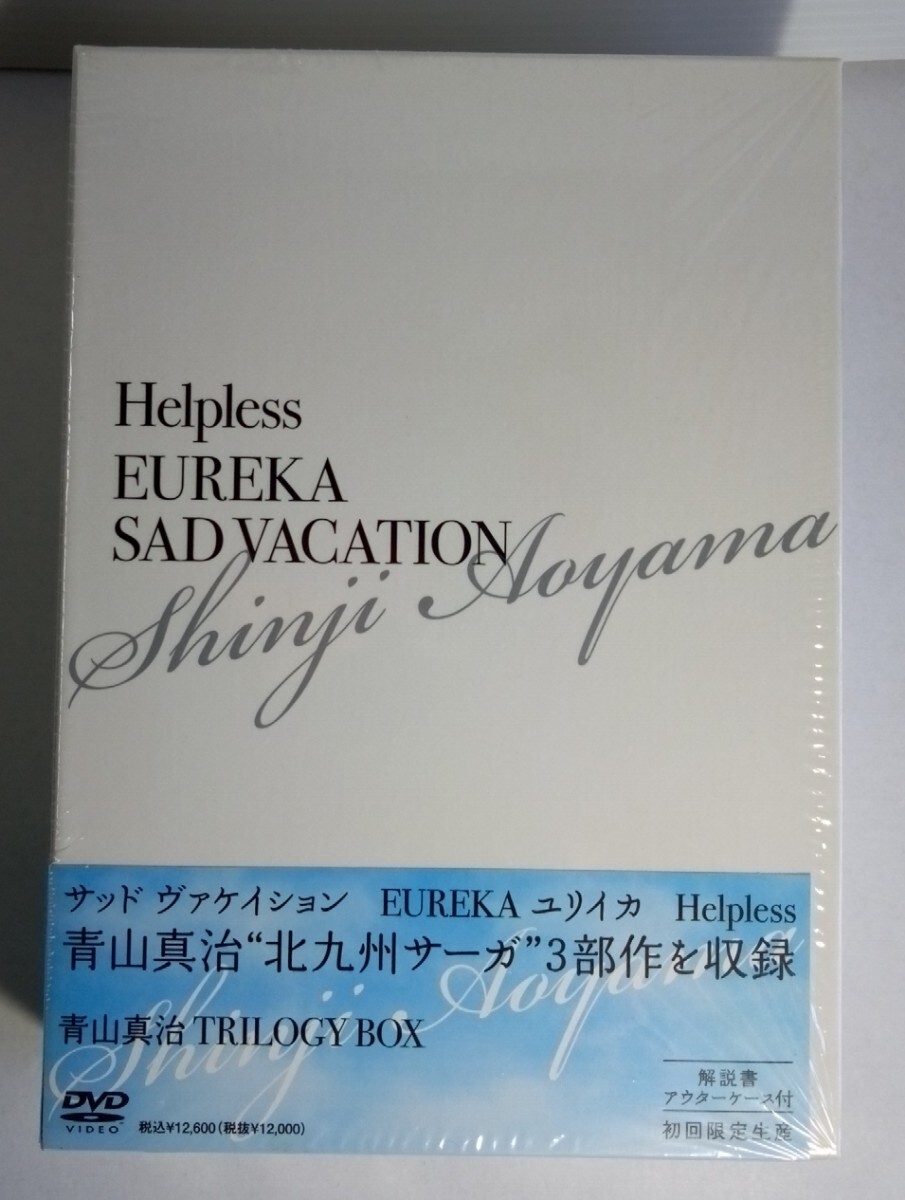 Helpless
EUREKA
SAD VACATION
Shinji Aoyama
サッド ヴァケイション EUREKA ユリイカ Helpless
青山真治“北九州サーガ”3部作を収録
Shinji Aoyama
青山真治 TRILOGY BOX
解説書
アウターケース付
初回限定生産
DVD
VIDEO™
税込¥12,600(税抜¥12,000)